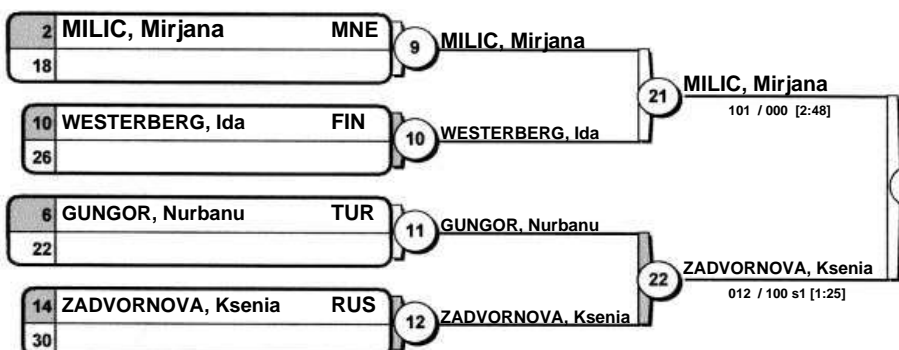 2 MILIC, Mirjana MNE
18
9 MILIC, Mirjana
10 WESTERBERG, Ida FIN
26
10 WESTERBERG, Ida
21 MILIC, Mirjana
101 / 000 [2:48]
6 GUNGOR, Nurbanu TUR
22
11 GUNGOR, Nurbanu
14 ZADVORNOVA, Ksenia RUS
30
12 ZADVORNOVA, Ksenia
22 ZADVORNOVA, Ksenia
012 / 100 s1 [1:25]